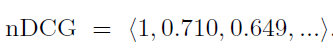 nDCG = ⟨1, 0.710, 0.649, ...⟩.